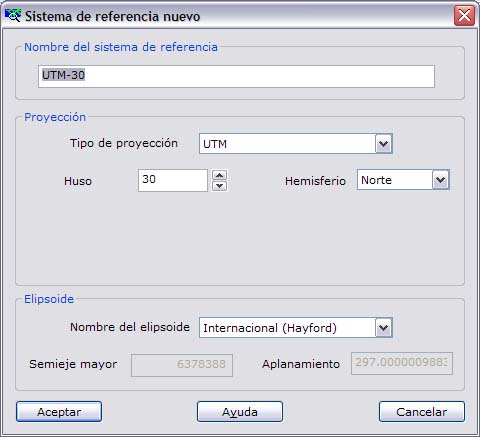 Sistema de referencia nuevo
Nombre del sistema de referencia
UTM-30
Proyección
Tipo de proyección UTM
Huso 30 Hemisferio Norte
Elipsoide
Nombre del elipsoide Internacional (Hayford)
Semieje mayor 6378388 Aplanamiento 297.0000009883
Aceptar Ayuda Cancelar